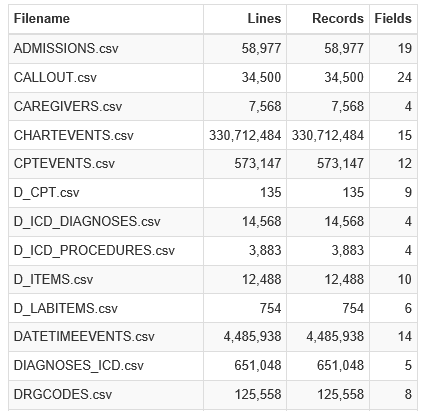 Filename Lines Records Fields
ADMISSIONS.csv 58,977 58,977 19
CALLOUT.csv 34,500 34,500 24
CAREGIVERS.csv 7,568 7,568 4
CHARTEVENTS.csv 330,712,484 330,712,484 15
CPTEVENTS.csv 573,147 573,147 12
D_CPT.csv 135 135 9
D_ICD_DIAGNOSES.csv 14,568 14,568 4
D_ICD_PROCEDURES.csv 3,883 3,883 4
D_ITEMS.csv 12,488 12,488 10
D_LABITEMS.csv 754 754 6
DATETIMEEVENTS.csv 4,485,938 4,485,938 14
DIAGNOSES_ICD.csv 651,048 651,048 5
DRGCODES.csv 125,558 125,558 8